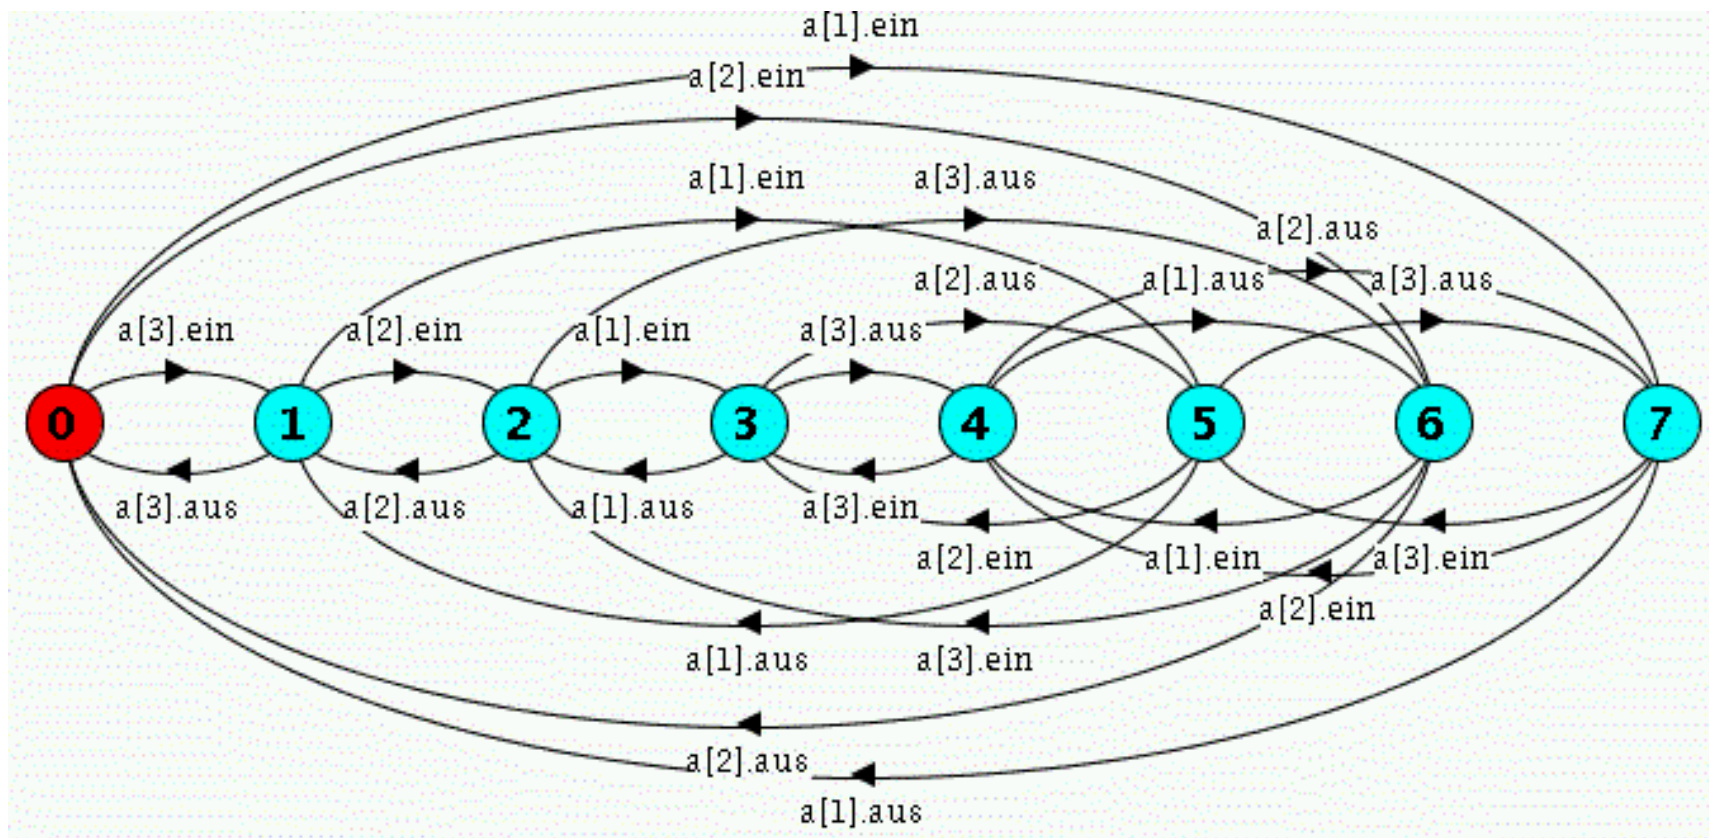 a[1].ein
a[2].ein
a[1].ein a[3].aus
a[2].aus
a[2].aus a[1].aus a[3].aus
a[3].ein a[2].ein a[1].ein a[3].aus
0 1 2 3 4 5 6 7
a[3].aus a[2].aus a[1].aus a[3].ein
a[2].ein a[1].ein a[3].ein
a[2].ein
a[1].aus a[3].ein
a[2].aus
a[1].aus